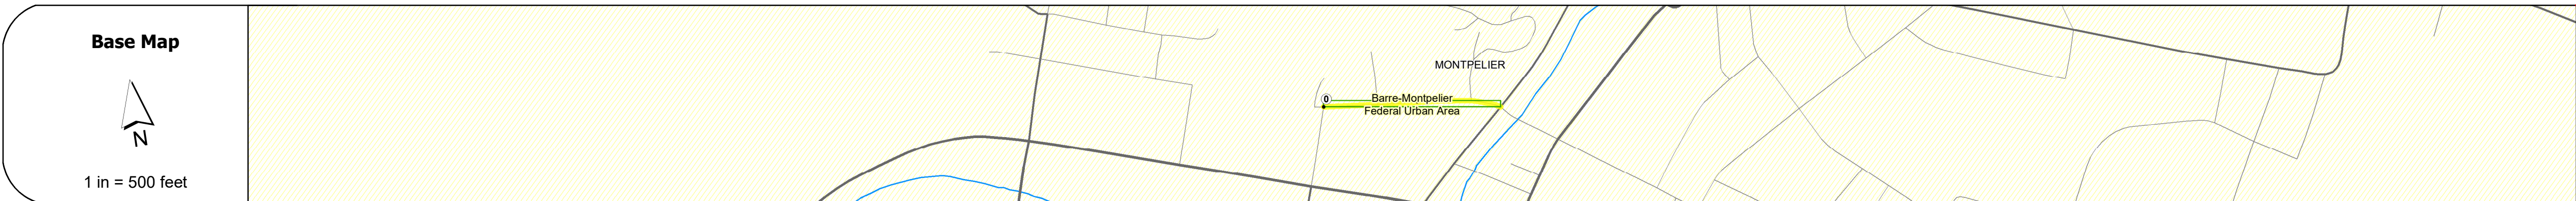 Base Map
N
1 in = 500 feet
MONTPELIER
0
Barre-Montpelier
Federal Urban Area